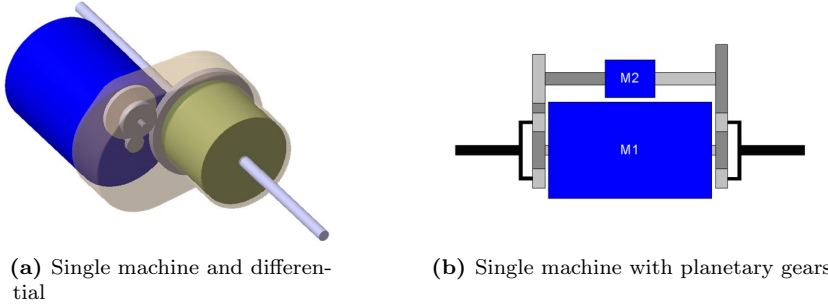 M2
M1
(a) Single machine and differen-
tial
(b) Single machine with planetary gears